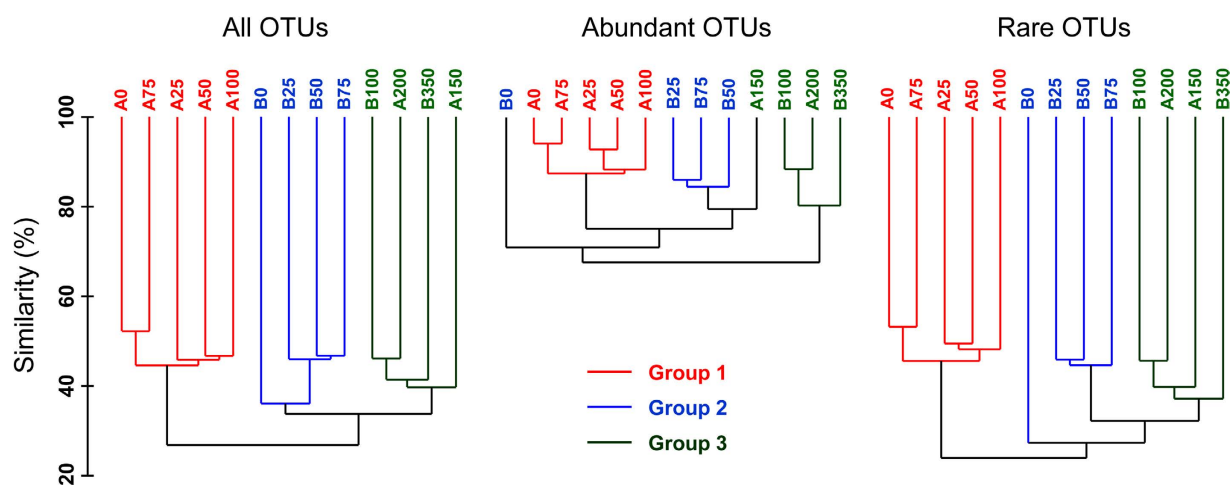 All OTUs
Abundant OTUs
Rare OTUs
A0 A75 A25 A50 A100 B0 B25 B50 B75 B100 A200 B350 A150
B0 A0 A75 A25 A50 A100 B25 B75 B50 A150 B100 A200 B350
A0 A75 A25 A50 A100 B0 B25 B50 B75 B100 A200 A150 B350
Similarity (%)
100
80
60
40
20
Group 1
Group 2
Group 3